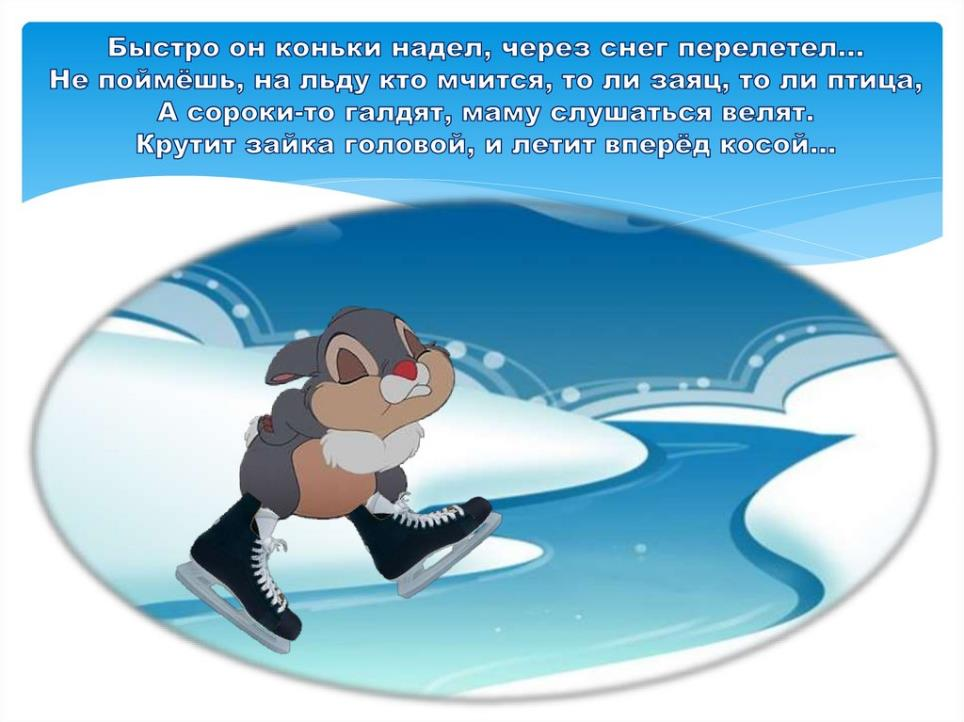 Быстро он коньки надел, через снег перелетел...
Не поймёшь, на льду кто мчится, то ли заяц, то ли птица,
А сороки-то галдят, маму слушаться велят.
Крутит зайка головой, и летит вперёд косой...